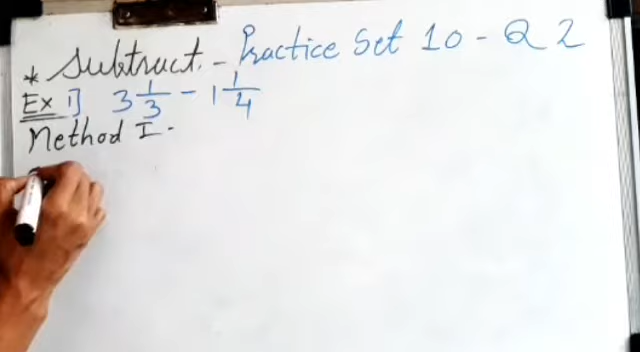 * Subtract. - Practice Set 10 - Q 2
Ex 1] 3 1/3 - 1 1/4
Method I.